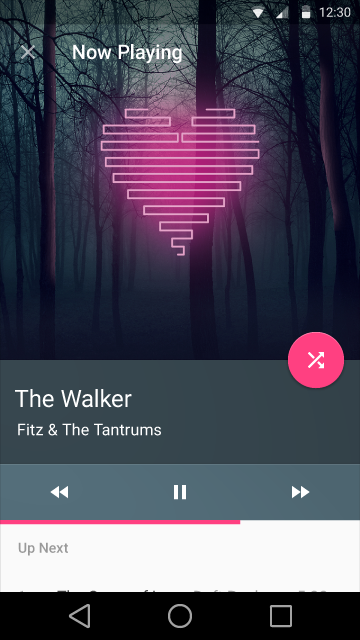 12:30
Now Playing
The Walker
Fitz & The Tantrums
Up Next